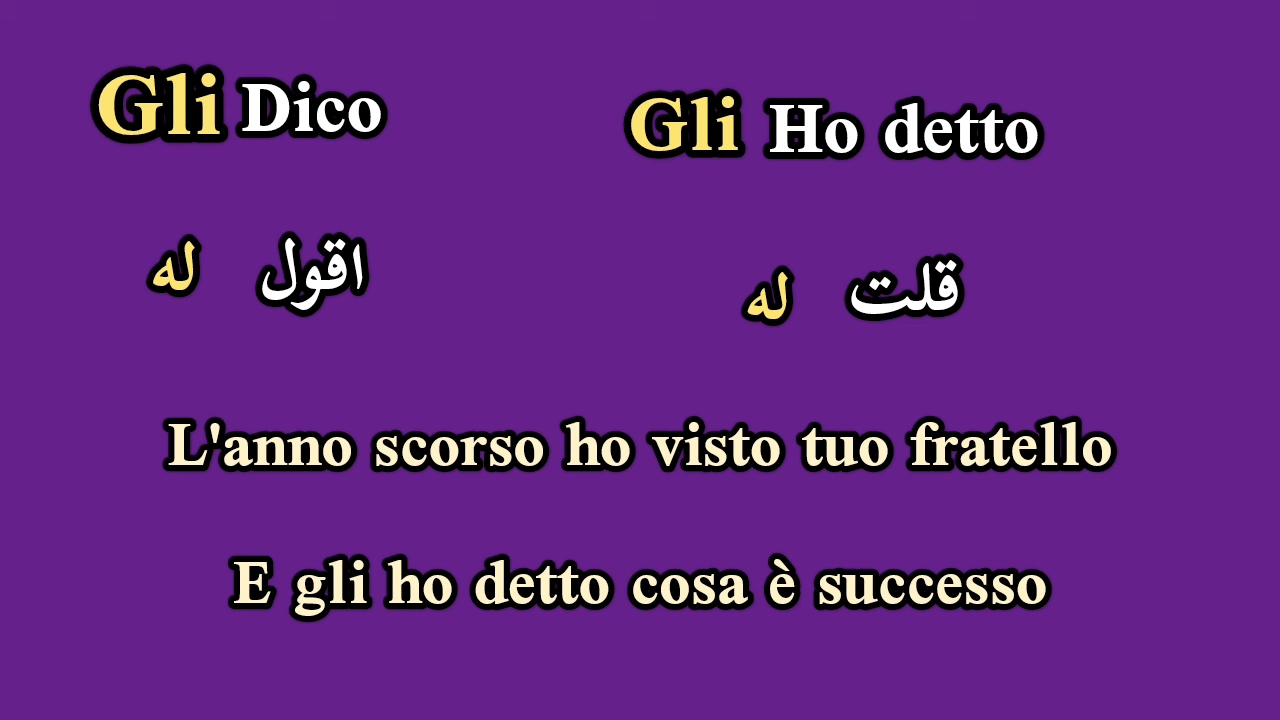 Gli Dico
Gli Ho detto
اقول له
قلت له
L'anno scorso ho visto tuo fratello
E gli ho detto cosa è successo